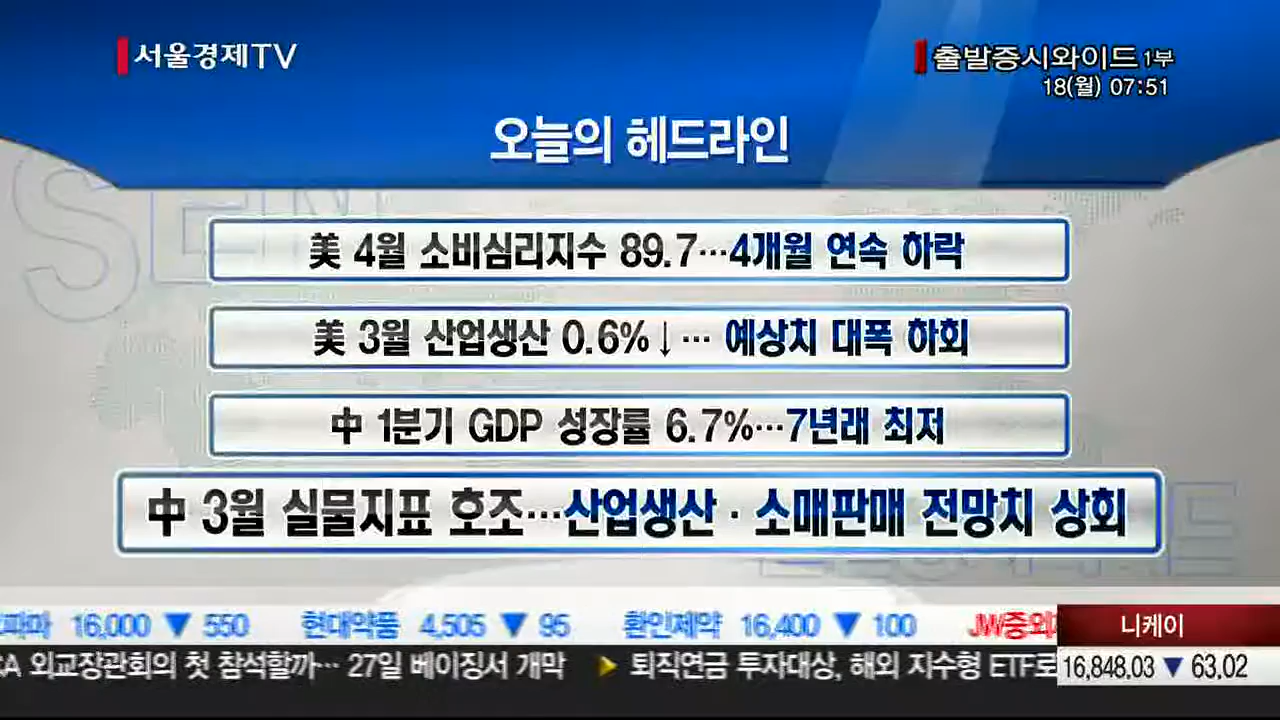 서울경제TV
출발증시와이드 1부
18(월) 07:51
오늘의 헤드라인
美 4월 소비심리지수 89.7…4개월 연속 하락
美 3월 산업생산 0.6%↓… 예상치 대폭 하회
中 1분기 GDP 성장률 6.7%…7년래 최저
中 3월 실물지표 호조…산업생산·소매판매 전망치 상회
16,000 ▼ 550 현대약품 4,505 ▼ 95 환인제약 16,400 ▼ 100 JW중외
니케이
외교장관회의 첫 참석할까… 27일 베이징서 개막 ▶ 퇴직연금 투자대상, 해외 지수형 ETF로
16,848.03 ▼ 63.02